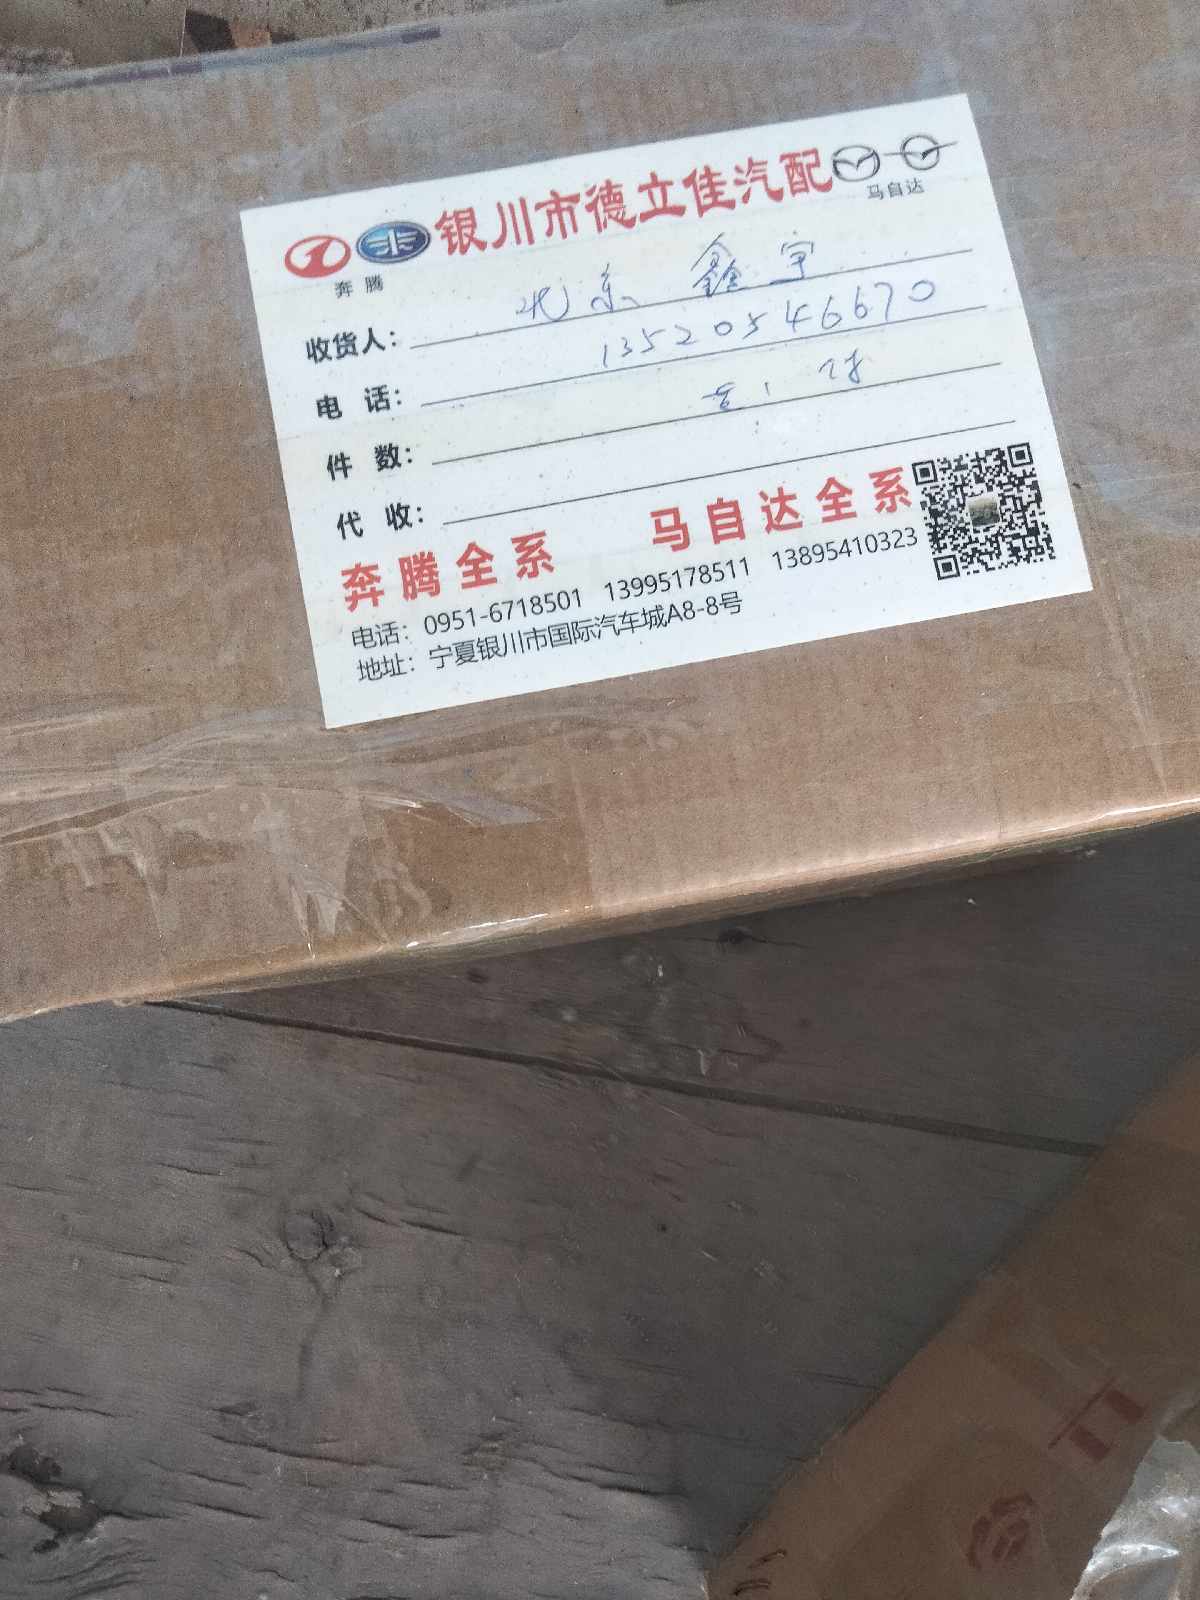 银川市德立佳汽配
奔腾
马自达
收货人: 北京 鑫宇
电 话: 13520546670
件 数: 共1件
代 收:
奔腾全系 马自达全系
电话: 0951-6718501 13995178511 13895410323
地址: 宁夏银川市国际汽车城A8-8号